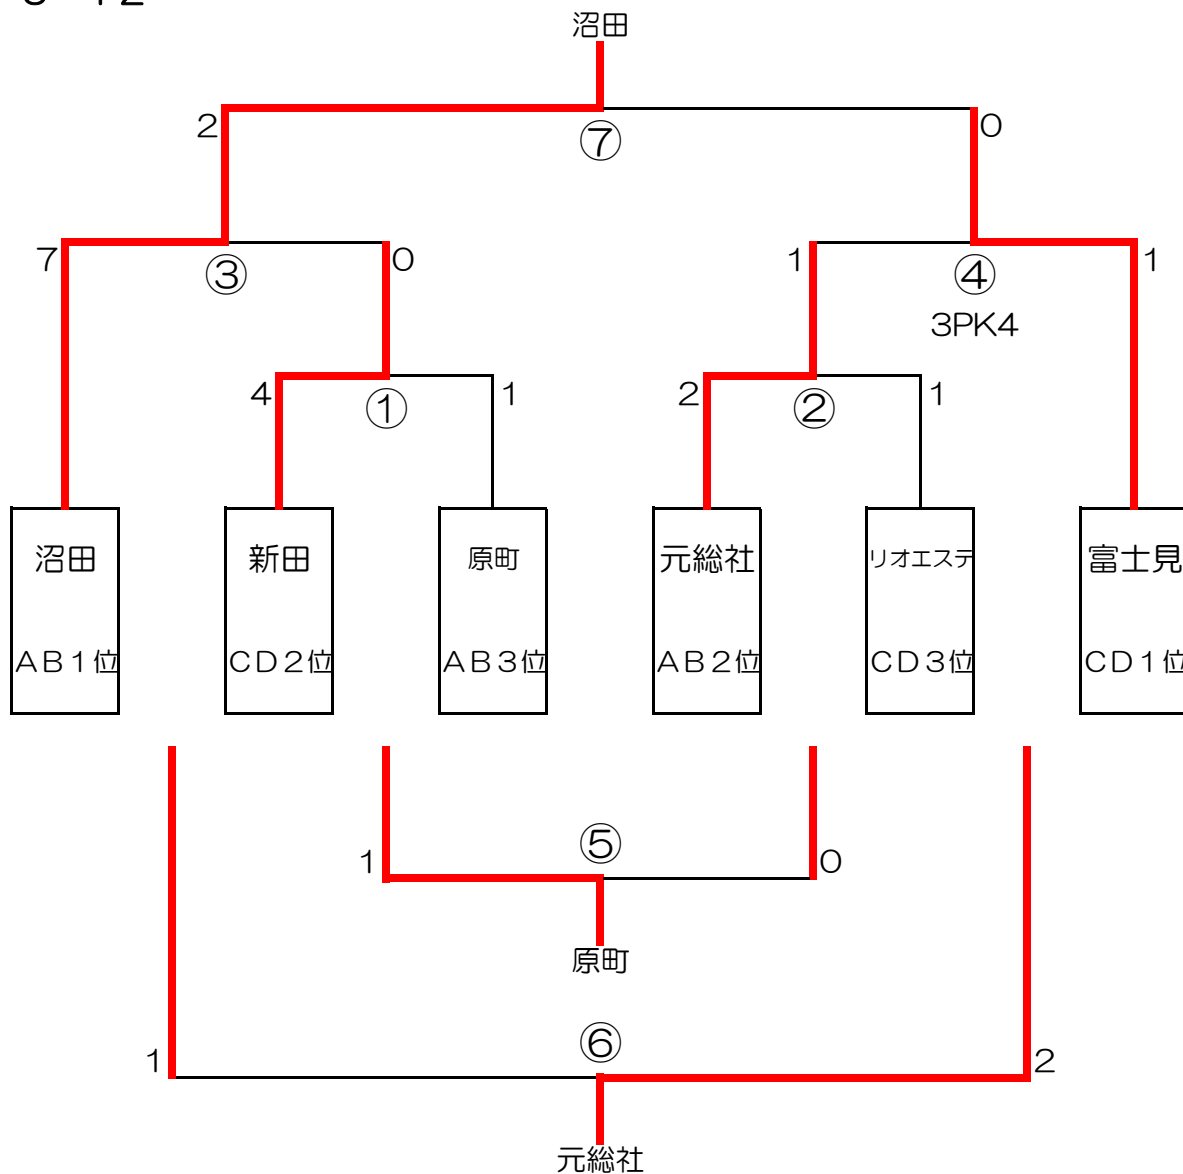 沼田
2 ⑦ 0
7 ③ 0 1 ④ 1
3PK4
4 ① 1 2 ② 1
沼田 新田 原町 元総社 リオエステ 富士見
AB1位 CD2位 AB3位 AB2位 CD3位 CD1位
1 ⑤ 0
原町
1 ⑥ 2
元総社